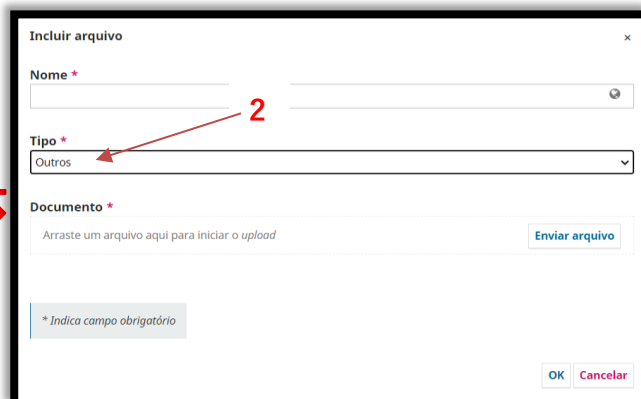 Incluir arquivo ×
Nome *
2
Tipo *
Outros
Documento *
Arraste um arquivo aqui para iniciar o upload Enviar arquivo
* Indica campo obrigatório
OK Cancelar